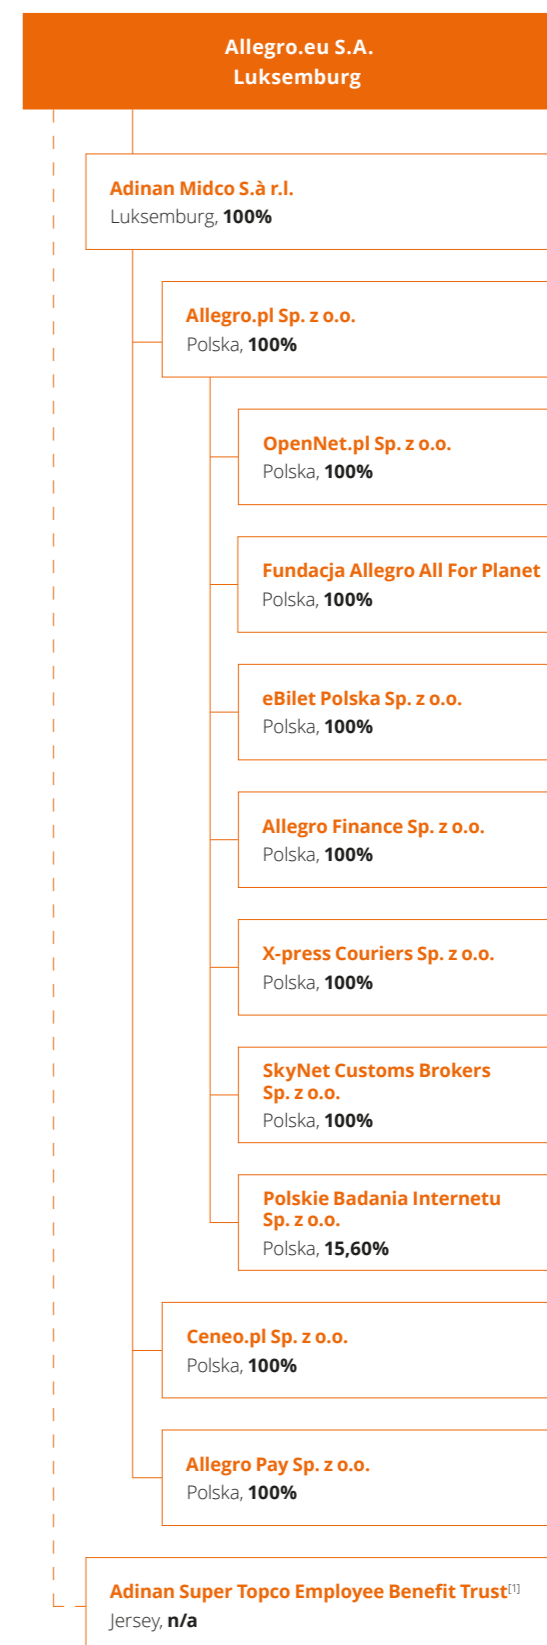 Allegro.eu S.A.
Luksemburg
Adinan Midco S.à r.l.
Luksemburg, 100%
Allegro.pl Sp. z o.o.
Polska, 100%
OpenNet.pl Sp. z o.o.
Polska, 100%
Fundacja Allegro All For Planet
Polska, 100%
eBilet Polska Sp. z o.o.
Polska, 100%
Allegro Finance Sp. z o.o.
Polska, 100%
X-press Couriers Sp. z o.o.
Polska, 100%
SkyNet Customs Brokers
Sp. z o.o.
Polska, 100%
Polskie Badania Internetu
Sp. z o.o.
Polska, 15,60%
Ceneo.pl Sp. z o.o.
Polska, 100%
Allegro Pay Sp. z o.o.
Polska, 100%
Adinan Super Topco Employee Benefit Trust[1]
Jersey, n/a